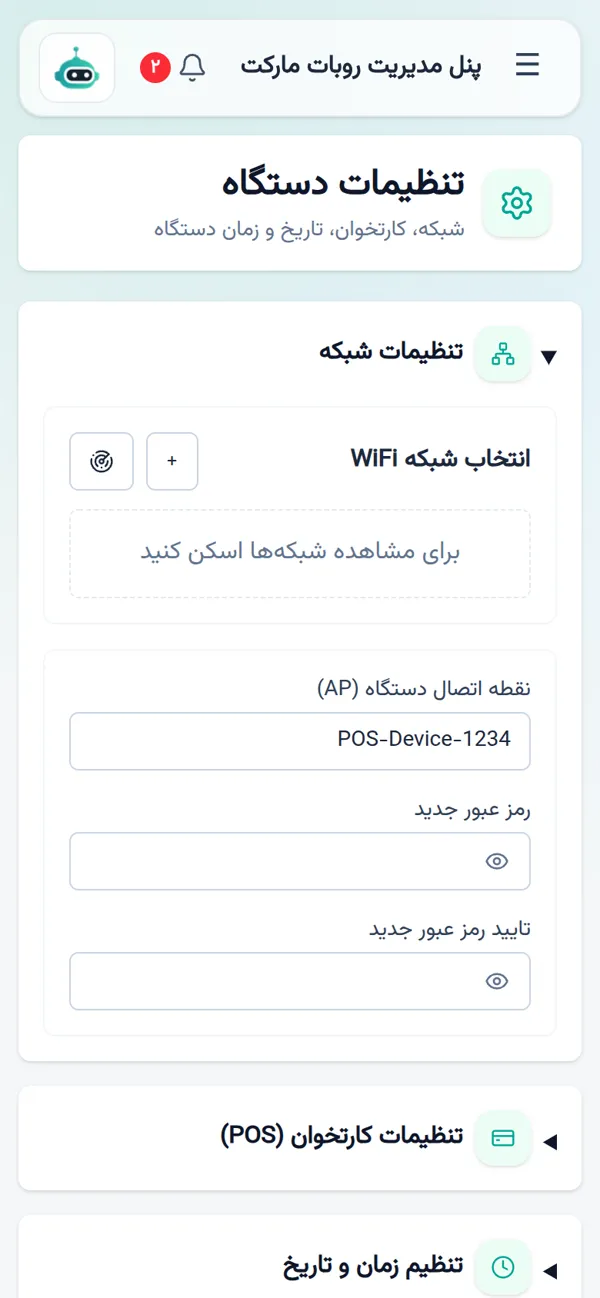 پنل مدیریت روبات مارکت
۲
تنظیمات دستگاه
شبکه، کارتخوان، تاریخ و زمان دستگاه
تنظیمات شبکه
انتخاب شبکه WiFi
+
برای مشاهده شبکه‌ها اسکن کنید
نقطه اتصال دستگاه (AP)
POS-Device-1234
رمز عبور جدید
تایید رمز عبور جدید
تنظیمات کارتخوان (POS)
تنظیم زمان و تاریخ